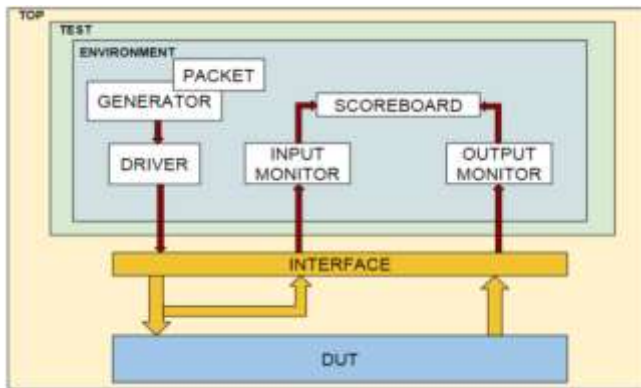 TOP
TEST
ENVIRONMENT
PACKET
GENERATOR
SCOREBOARD
DRIVER
INPUT
MONITOR
OUTPUT
MONITOR
INTERFACE
DUT